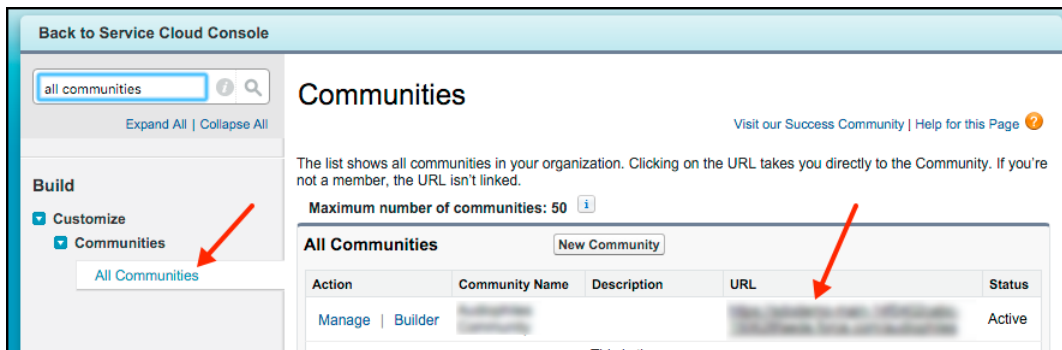 Back to Service Cloud Console
all communities
Expand All | Collapse All
Build
Customize
Communities
All Communities
Communities
Visit our Success Community | Help for this Page
The list shows all communities in your organization. Clicking on the URL takes you directly to the Community. If you're
not a member, the URL isn't linked.
Maximum number of communities: 50
All Communities New Community
Action Community Name Description URL Status
Manage | Builder Active